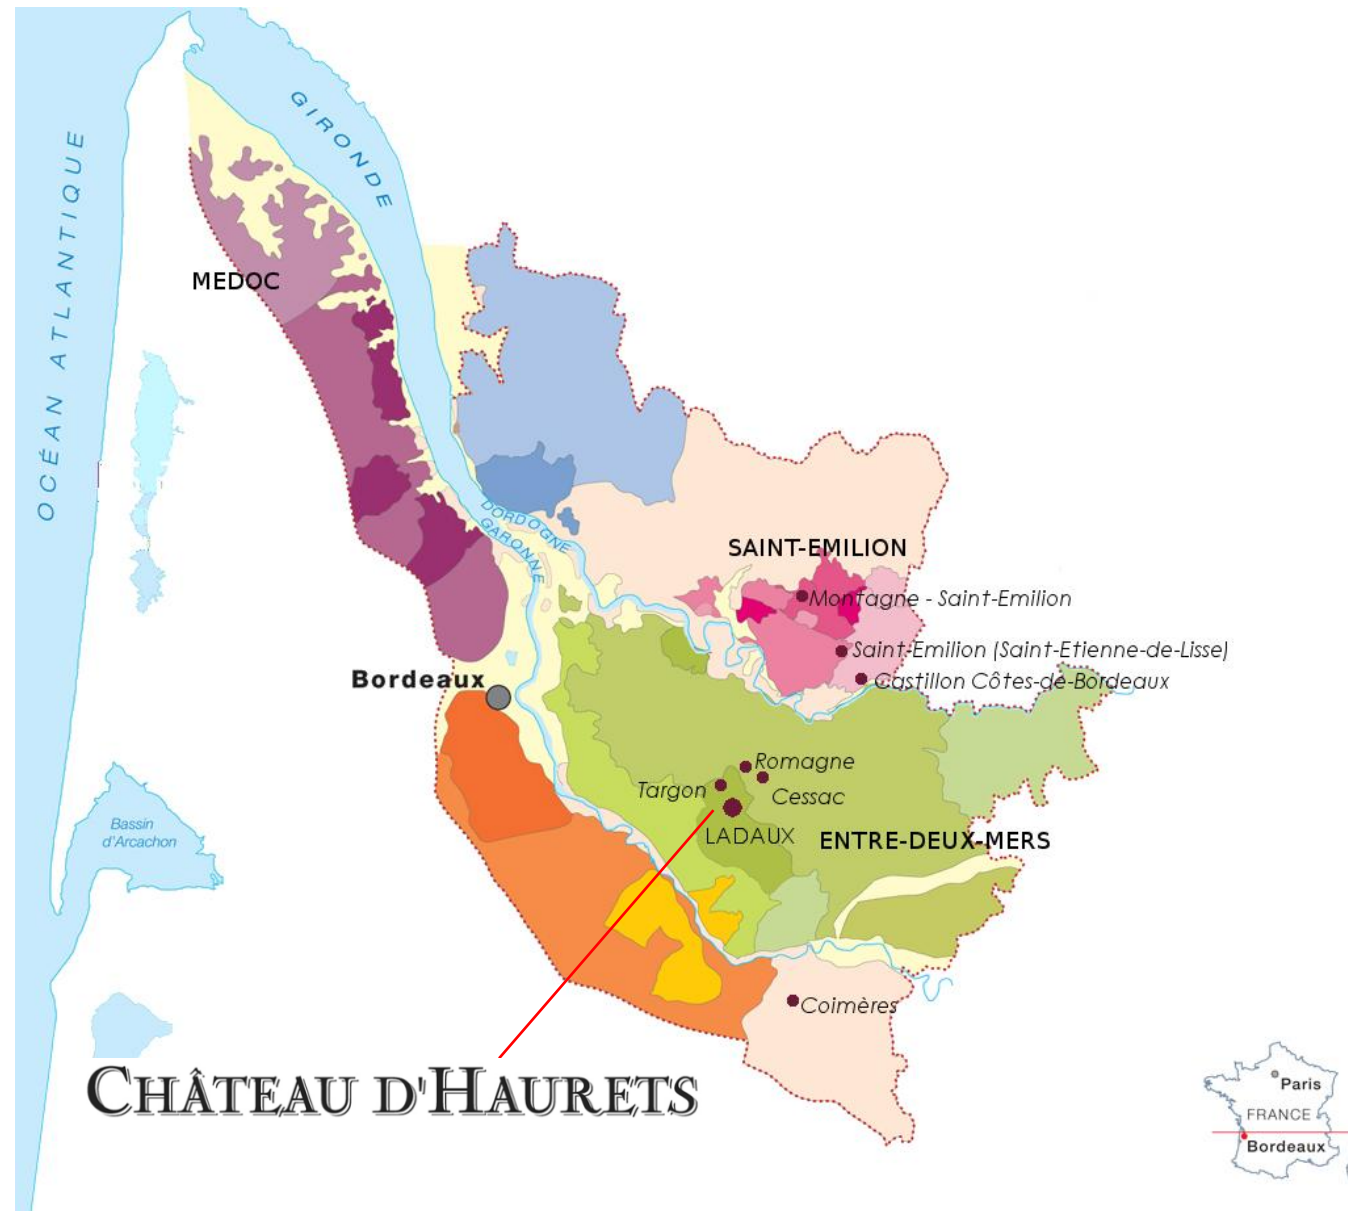 OCÉAN ATLANTIQUE
GIRONDE
MEDOC
DORDOGNE
GARONNE
SAINT-EMILION
Montagne - Saint-Emilion
Saint-Emilion (Saint-Etienne-de-Lisse)
Castillon Côtes-de-Bordeaux
Bordeaux
Romagne
Targon
Cessac
LADAUX
ENTRE-DEUX-MERS
Bassin
d'Arcachon
Coimères
CHÂTEAU D'HAURETS
Paris
FRANCE
Bordeaux